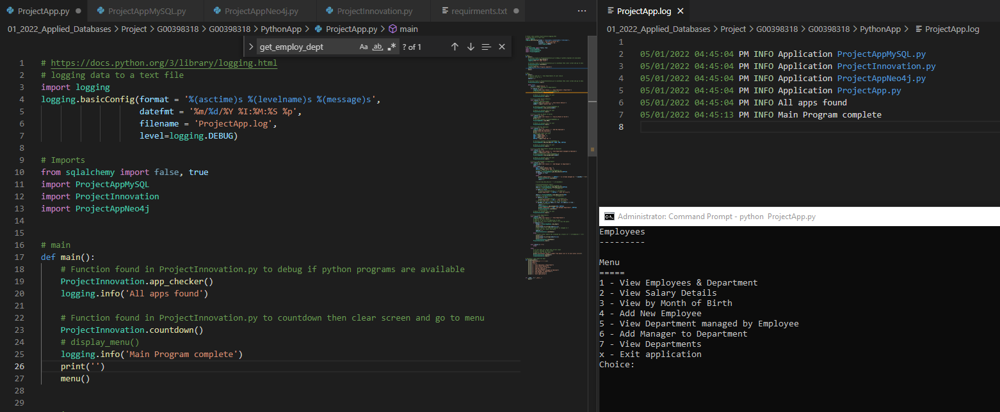 ProjectApp.py
ProjectAppMySQL.py
ProjectAppNeo4j.py
ProjectInnovation.py
requirments.txt
01_2022_Applied_Databases > Project > G00398318 > G00398318 > PythonApp > ProjectApp.py > main
get_employ_dept Aa ab .* ? of 1
1 # https://docs.python.org/3/library/logging.html
2 # logging data to a text file
3 import logging
4 logging.basicConfig(format = '%(asctime)s %(levelname)s %(message)s',
5 datefmt = '%m/%d/%Y %I:%M:%S %p',
6 filename = 'ProjectApp.log',
7 level=logging.DEBUG)
8
9 # Imports
10 from sqlalchemy import false, true
11 import ProjectAppMySQL
12 import ProjectInnovation
13 import ProjectAppNeo4j
14
15
16 # main
17 def main():
18 # Function found in ProjectInnovation.py to debug if python programs are available
19 ProjectInnovation.app_checker()
20 logging.info('All apps found')
21
22 # Function found in ProjectInnovation.py to countdown then clear screen and go to menu
23 ProjectInnovation.countdown()
24 # display_menu()
25 logging.info('Main Program complete')
26 print('')
27 menu()
28
29
ProjectApp.log
01_2022_Applied_Databases > Project > G00398318 > G00398318 > PythonApp > ProjectApp.log
1
2 05/01/2022 04:45:04 PM INFO Application ProjectAppMySQL.py
3 05/01/2022 04:45:04 PM INFO Application ProjectInnovation.py
4 05/01/2022 04:45:04 PM INFO Application ProjectAppNeo4j.py
5 05/01/2022 04:45:04 PM INFO Application ProjectApp.py
6 05/01/2022 04:45:04 PM INFO All apps found
7 05/01/2022 04:45:13 PM INFO Main Program complete
8
Administrator: Command Prompt - python ProjectApp.py
Employees
---------
Menu
=====
1 - View Employees & Department
2 - View Salary Details
3 - View by Month of Birth
4 - Add New Employee
5 - View Department managed by Employee
6 - Add Manager to Department
7 - View Departments
x - Exit application
Choice: